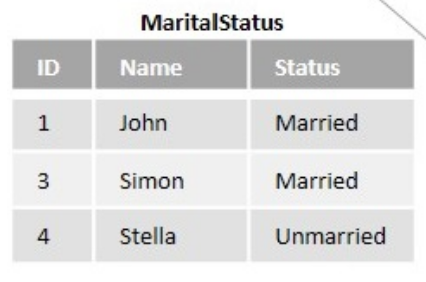 MaritalStatus
ID Name Status
1 John Married
3 Simon Married
4 Stella Unmarried